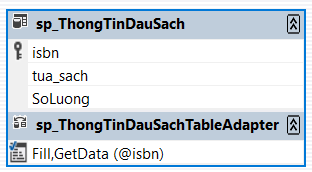 sp_ThongTinDauSach
isbn
tua_sach
SoLuong
sp_ThongTinDauSachTableAdapter
Fill,GetData (@isbn)